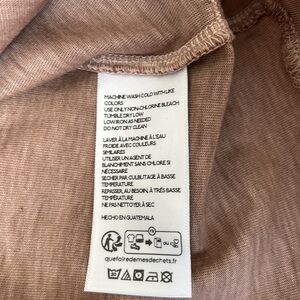 MACHINE WASH COLD WITH LIKE
COLORS
USE ONLY NON-CHLORINE BLEACH
TUMBLE DRY LOW
LOW IRON AS NEEDED
DO NOT DRY CLEAN
LAVER À LA MACHINE À L'EAU
FROIDE AVEC COULEURS
SIMILAIRES
UTILISER UN AGENT DE
BLANCHIMENT SANS CHLORE SI
NÉCESSAIRE
SECHER PAR CULBUTAGE À BASSE
TEMPÉRATURE
REPASSER, AU BESOIN, À TRÈS BASSE
TEMPÉRATURE
NE PAS NETTOYER À SEC
HECHO EN GUATEMALA
FR
ou
quefairedemesdechets.fr